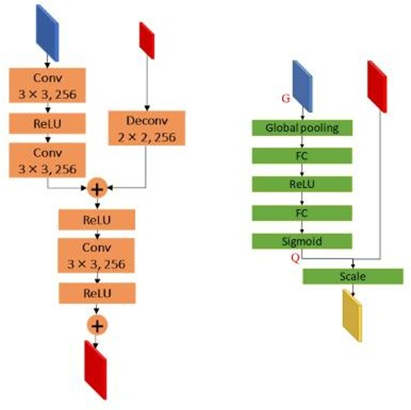 Conv
3×3, 256
ReLU
Conv
3×3, 256
Deconv
2×2, 256
+
ReLU
Conv
3×3, 256
ReLU
+
G
Global pooling
FC
ReLU
FC
Sigmoid
Q
Scale